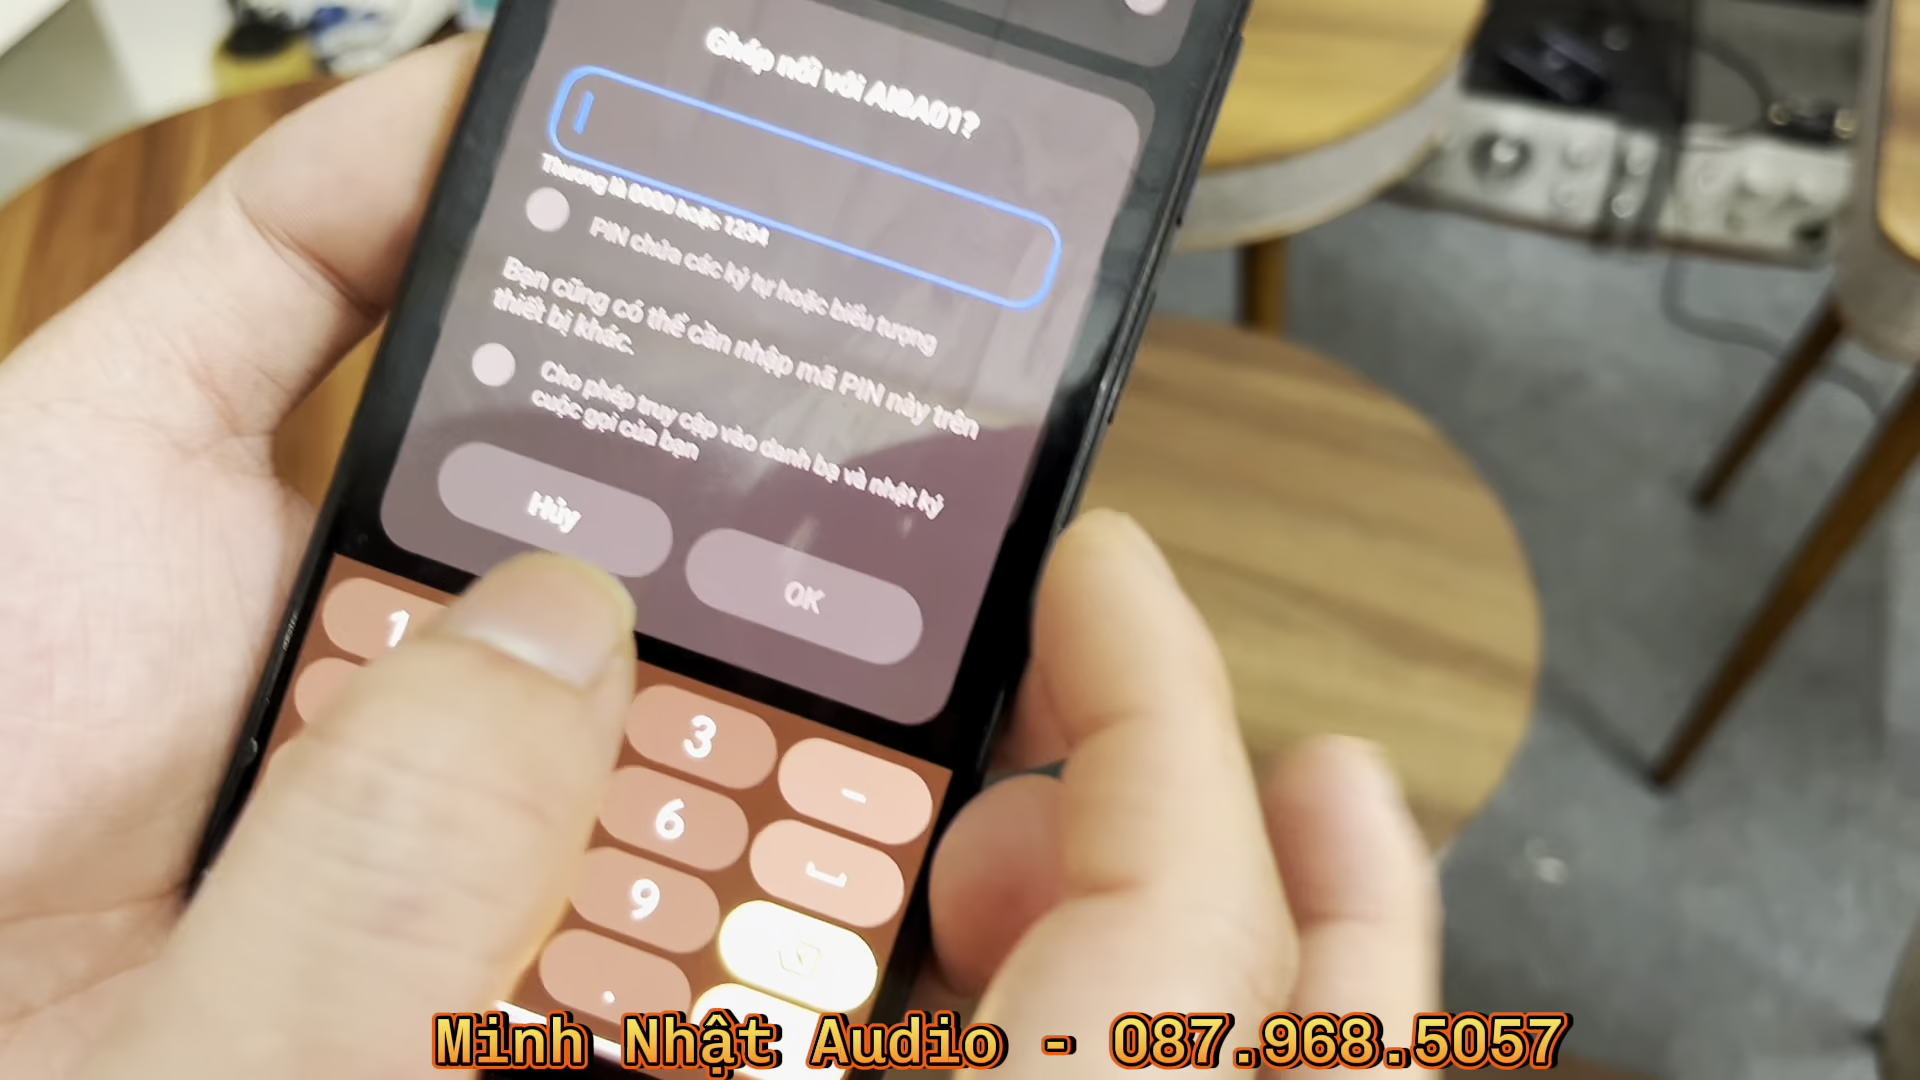 Ghép nối với AI8A01?
Thường là 0000 hoặc 1234
PIN chứa các ký tự hoặc biểu tượng
Bạn cũng có thể cần nhập mã PIN này trên
thiết bị khác.
Cho phép truy cập vào danh bạ và nhật ký
cuộc gọi của bạn
Hủy
OK
1
3
-
6
9
.
Minh Nhật Audio - 087.968.5057